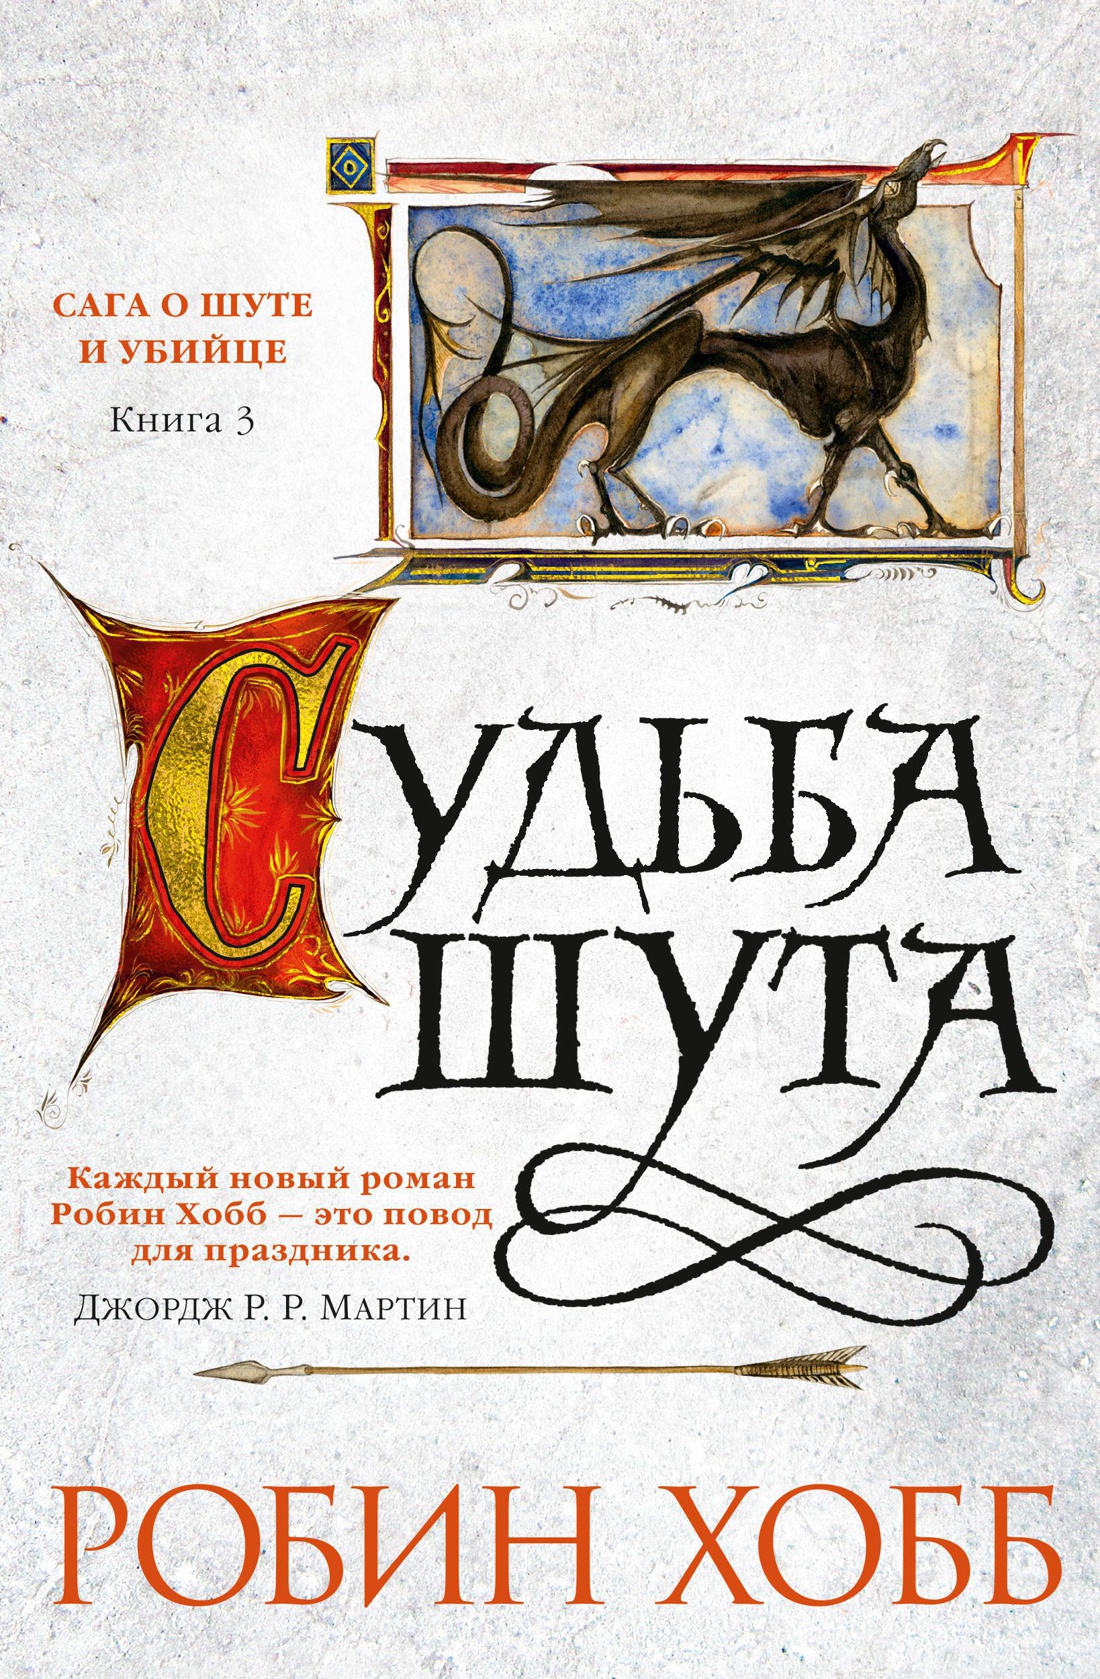 САГА О ШУТЕ
И УБИЙЦЕ
Книга 3
СУДЬБА
ШУТА
Каждый новый роман
Робин Хобб – это повод
для праздника.
Джордж Р. Р. Мартин
РОБИН ХОББ